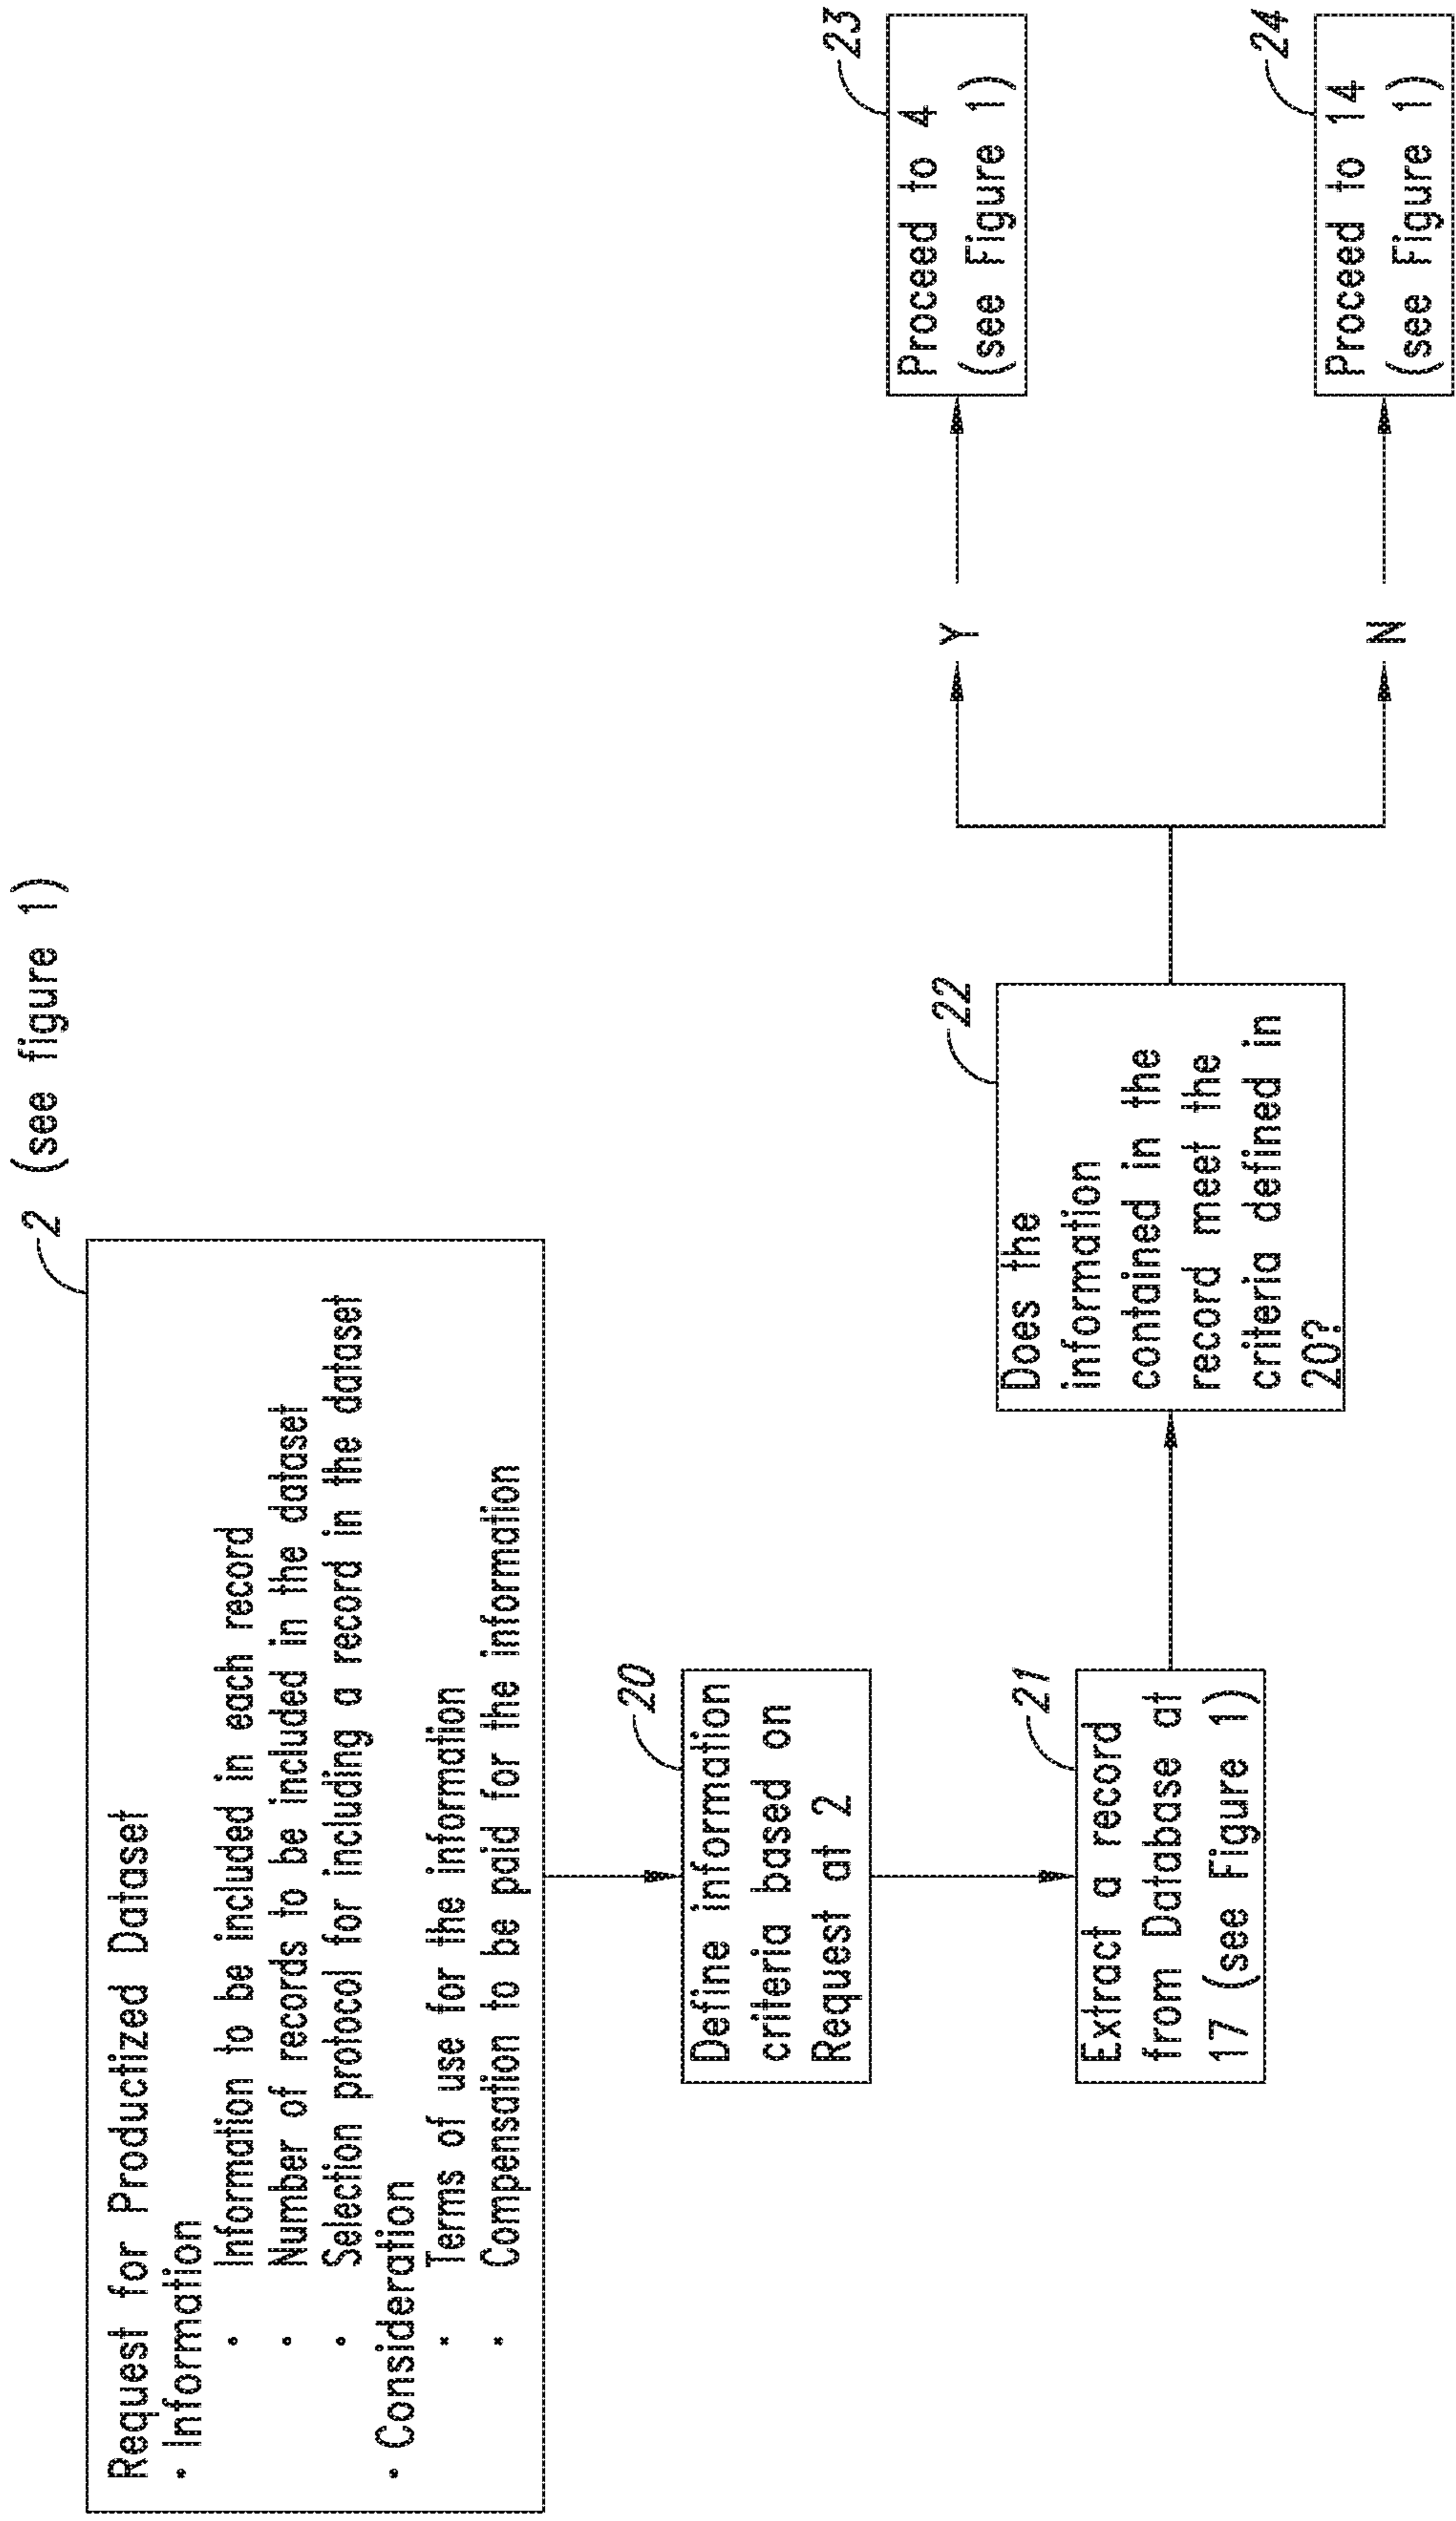 2 (see figure 1)
Request for Productized Dataset
• Information
• Information to be included in each record
• Number of records to be included in the dataset
• Selection protocol for including a record in the dataset
• Consideration
• Terms of use for the information
• Compensation to be paid for the information
20
Define information
criteria based on
Request at 2
21
Extract a record
from Database at
17 (see Figure 1)
22
Does the
information
contained in the
record meet the
criteria defined in
20?
Y
23
Proceed to 4
(see Figure 1)
N
24
Proceed to 14
(see Figure 1)